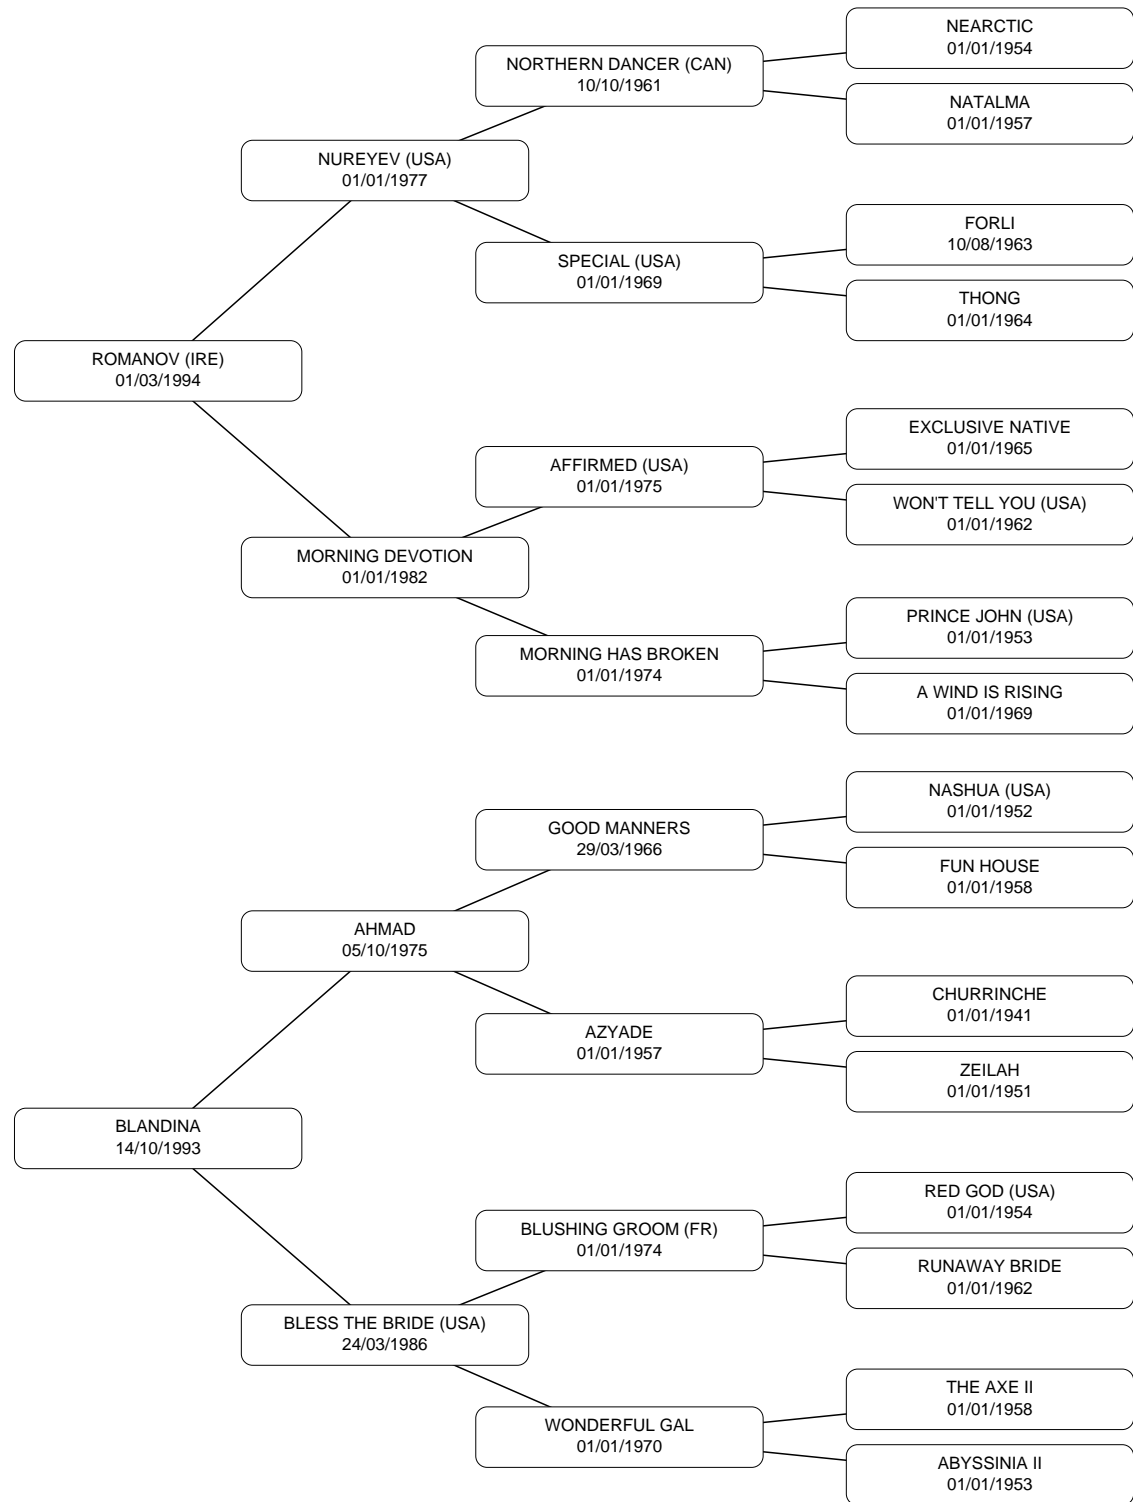 NEARCTIC
01/01/1954
NORTHERN DANCER (CAN)
10/10/1961
NATALMA
01/01/1957
NUREYEV (USA)
01/01/1977
FORLI
10/08/1963
SPECIAL (USA)
01/01/1969
THONG
01/01/1964
ROMANOV (IRE)
01/03/1994
EXCLUSIVE NATIVE
01/01/1965
AFFIRMED (USA)
01/01/1975
WON'T TELL YOU (USA)
01/01/1962
MORNING DEVOTION
01/01/1982
PRINCE JOHN (USA)
01/01/1953
MORNING HAS BROKEN
01/01/1974
A WIND IS RISING
01/01/1969
NASHUA (USA)
01/01/1952
GOOD MANNERS
29/03/1966
FUN HOUSE
01/01/1958
AHMAD
05/10/1975
CHURRINCHE
01/01/1941
AZYADE
01/01/1957
ZEILAH
01/01/1951
BLANDINA
14/10/1993
RED GOD (USA)
01/01/1954
BLUSHING GROOM (FR)
01/01/1974
RUNAWAY BRIDE
01/01/1962
BLESS THE BRIDE (USA)
24/03/1986
THE AXE II
01/01/1958
WONDERFUL GAL
01/01/1970
ABYSSINIA II
01/01/1953